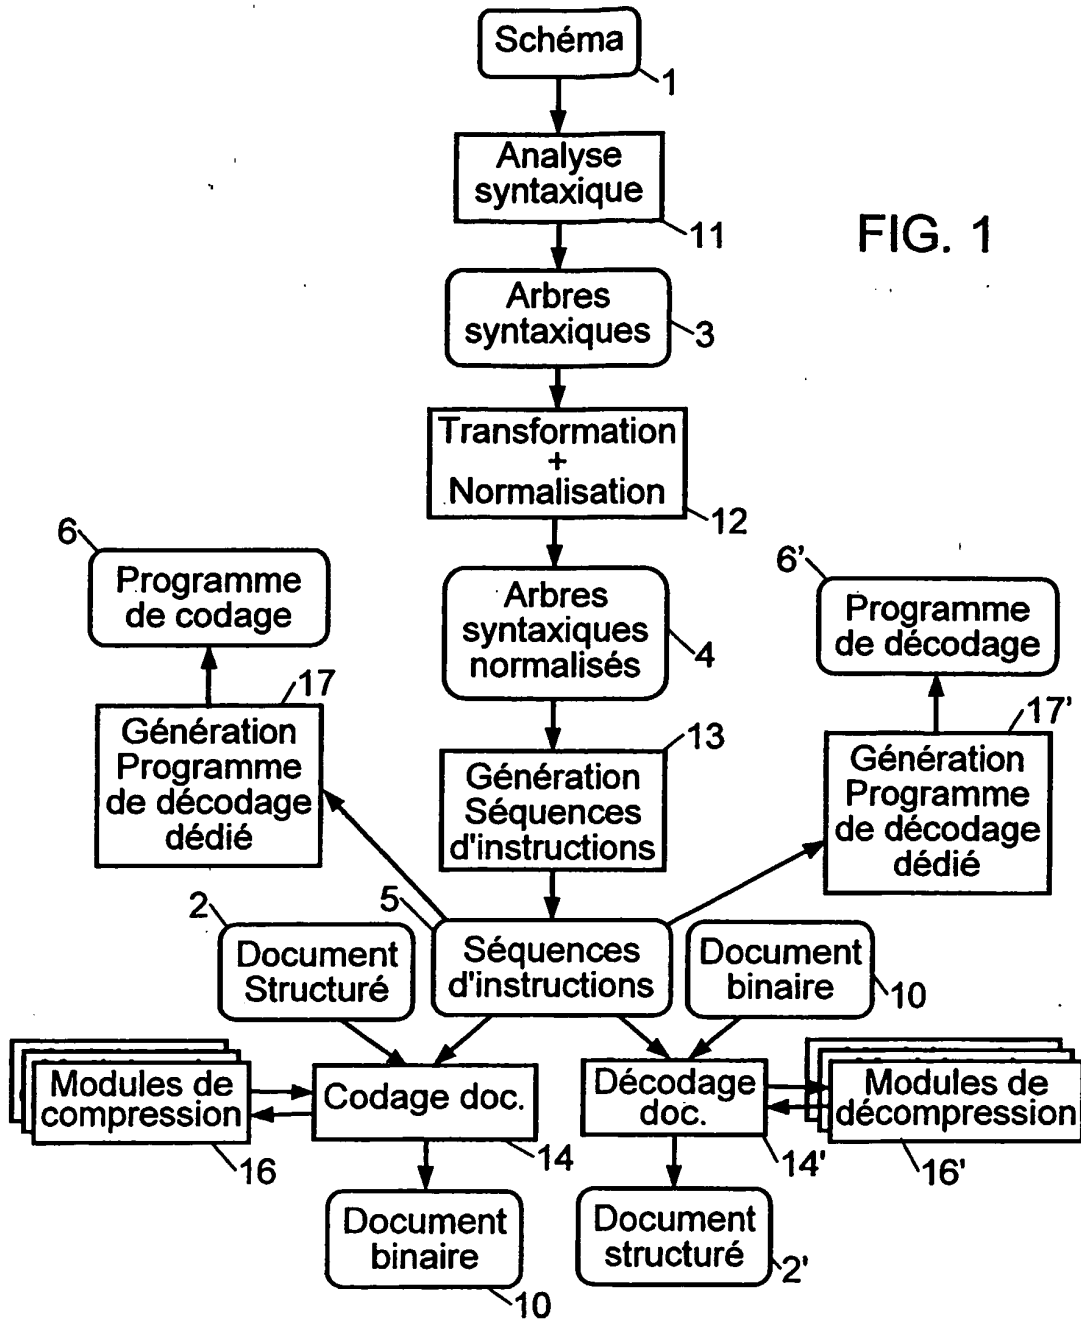 Schéma
1
Analyse
syntaxique
11
FIG. 1
Arbres
syntaxiques
3
Transformation
+
Normalisation
12
6
Programme
de codage
Arbres
syntaxiques
normalisés
4
6'
Programme
de décodage
17
Génération
Programme
de décodage
dédié
13
Génération
Séquences
d'instructions
17'
Génération
Programme
de décodage
dédié
2
Document
Structuré
5
Séquences
d'instructions
Document
binaire
10
Modules de
compression
16
Codage doc.
14
Décodage
doc.
14'
Modules de
décompression
16'
Document
binaire
10
Document
structuré
2'